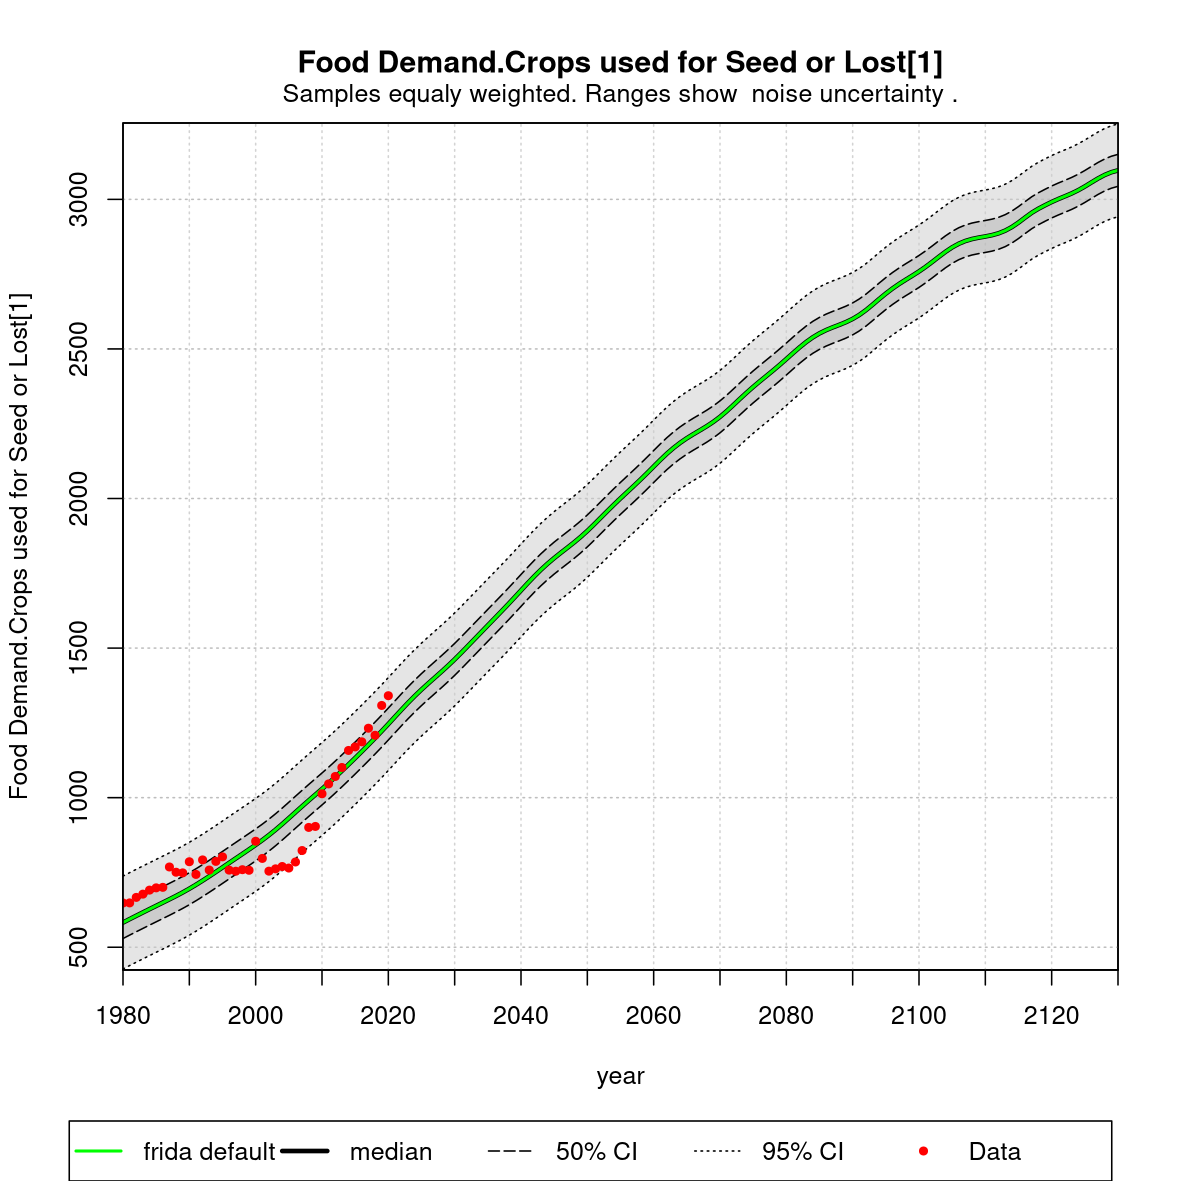 Food Demand.Crops used for Seed or Lost[1]
Samples equaly weighted. Ranges show  noise uncertainty .
Food Demand.Crops used for Seed or Lost[1]
3000
2500
2000
1500
1000
500
1980 2000 2020 2040 2060 2080 2100 2120
year
frida default median 50% CI 95% CI Data